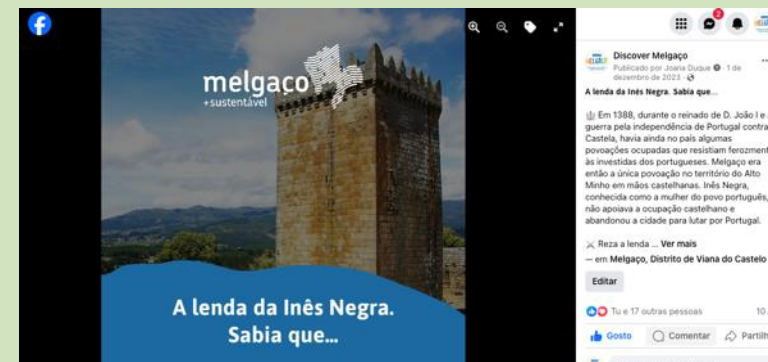 melgaço
+sustentável
A lenda da Inês Negra.
Sabia que...
2
Discover Melgaço
Publicado por Joana Duque · 1 de
dezembro de 2023 ·
A lenda da Inês Negra. Sabia que...
Em 1388, durante o reinado de D. João I e
guerra pela independência de Portugal contra
Castela, havia ainda no país algumas
povoações ocupadas que resistiam ferozment
às investidas dos portugueses. Melgaço era
então a única povoação no território do Alto
Minho em mãos castelhanas. Inês Negra,
conhecida como a mulher do povo português,
não apoiava a ocupação castelhano e
abandonou a cidade para lutar por Portugal.
Reza a lenda ... Ver mais
— em Melgaço, Distrito de Viana do Castelo
Editar
Tu e 17 outras pessoas
10
Gosto
Comentar
Partilh